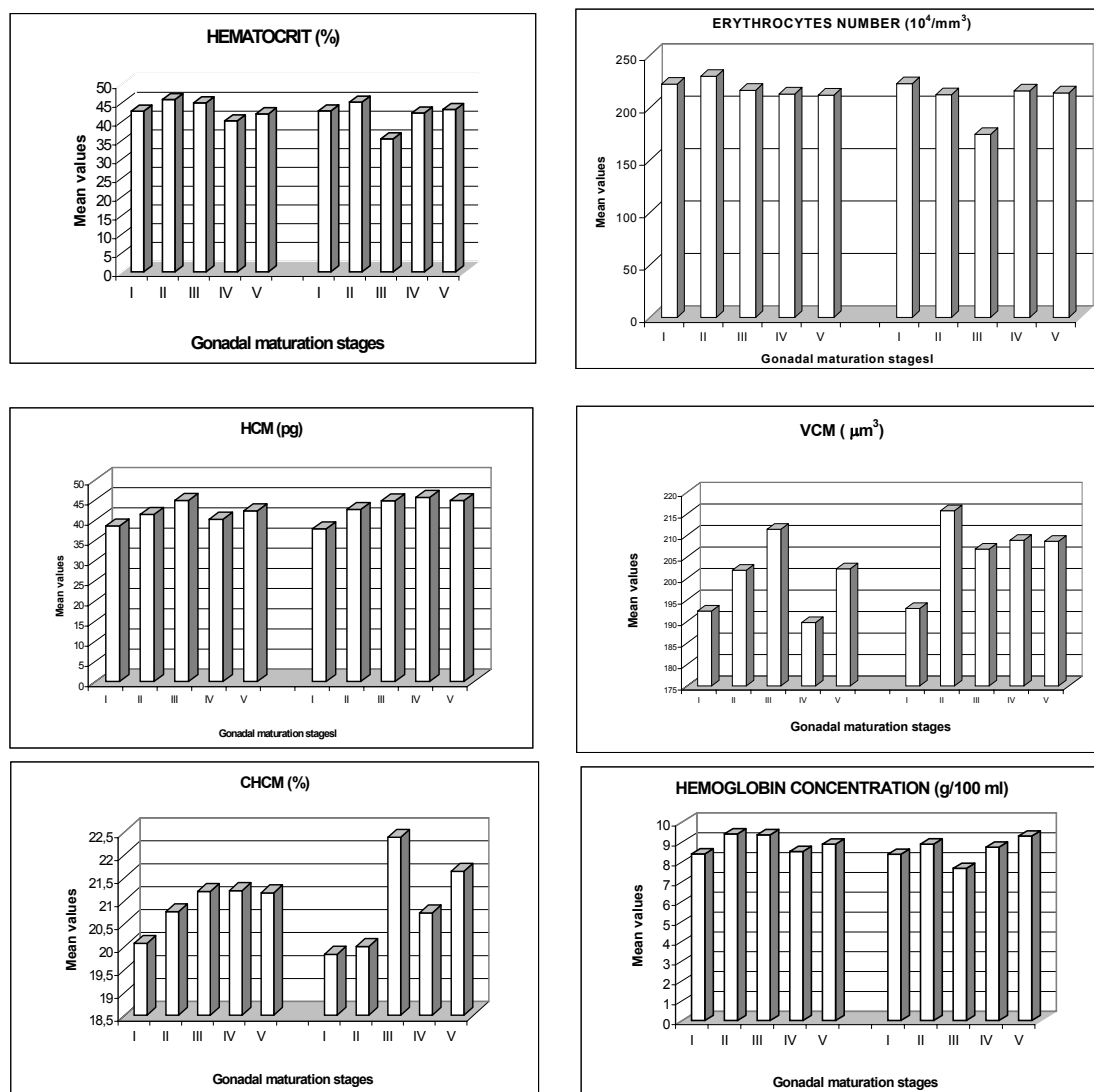 HEMATOCRIT (%)
50
45
40
35
30
25
20
15
10
5
0
Mean values
I II III IV V I II III IV V
Gonadal maturation stages
ERYTHROCYTES NUMBER (10⁴/mm³)
250
200
150
100
50
0
Mean values
I II III IV V I II III IV V
Gonadal maturation stagesI
HCM (pg)
50
45
40
35
30
25
20
15
10
5
0
Mean values
I II III IV V I II III IV V
Gonadal maturation stagesI
VCM ( μm³)
220
215
210
205
200
195
190
185
180
175
Mean values
I II III IV V I II III IV V
Gonadal maturation stages
CHCM (%)
22,5
22
21,5
21
20,5
20
19,5
19
18,5
Mean values
I II III IV V I II III IV V
Gonadal maturation stages
HEMOGLOBIN CONCENTRATION (g/100 ml)
10
9
8
7
6
5
4
3
2
1
0
Mean values
I II III IV V I II III IV V
Gonadal maturation stages